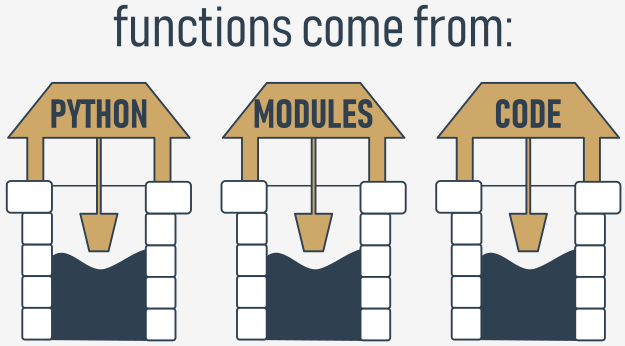 functions come from:
PYTHON MODULES CODE